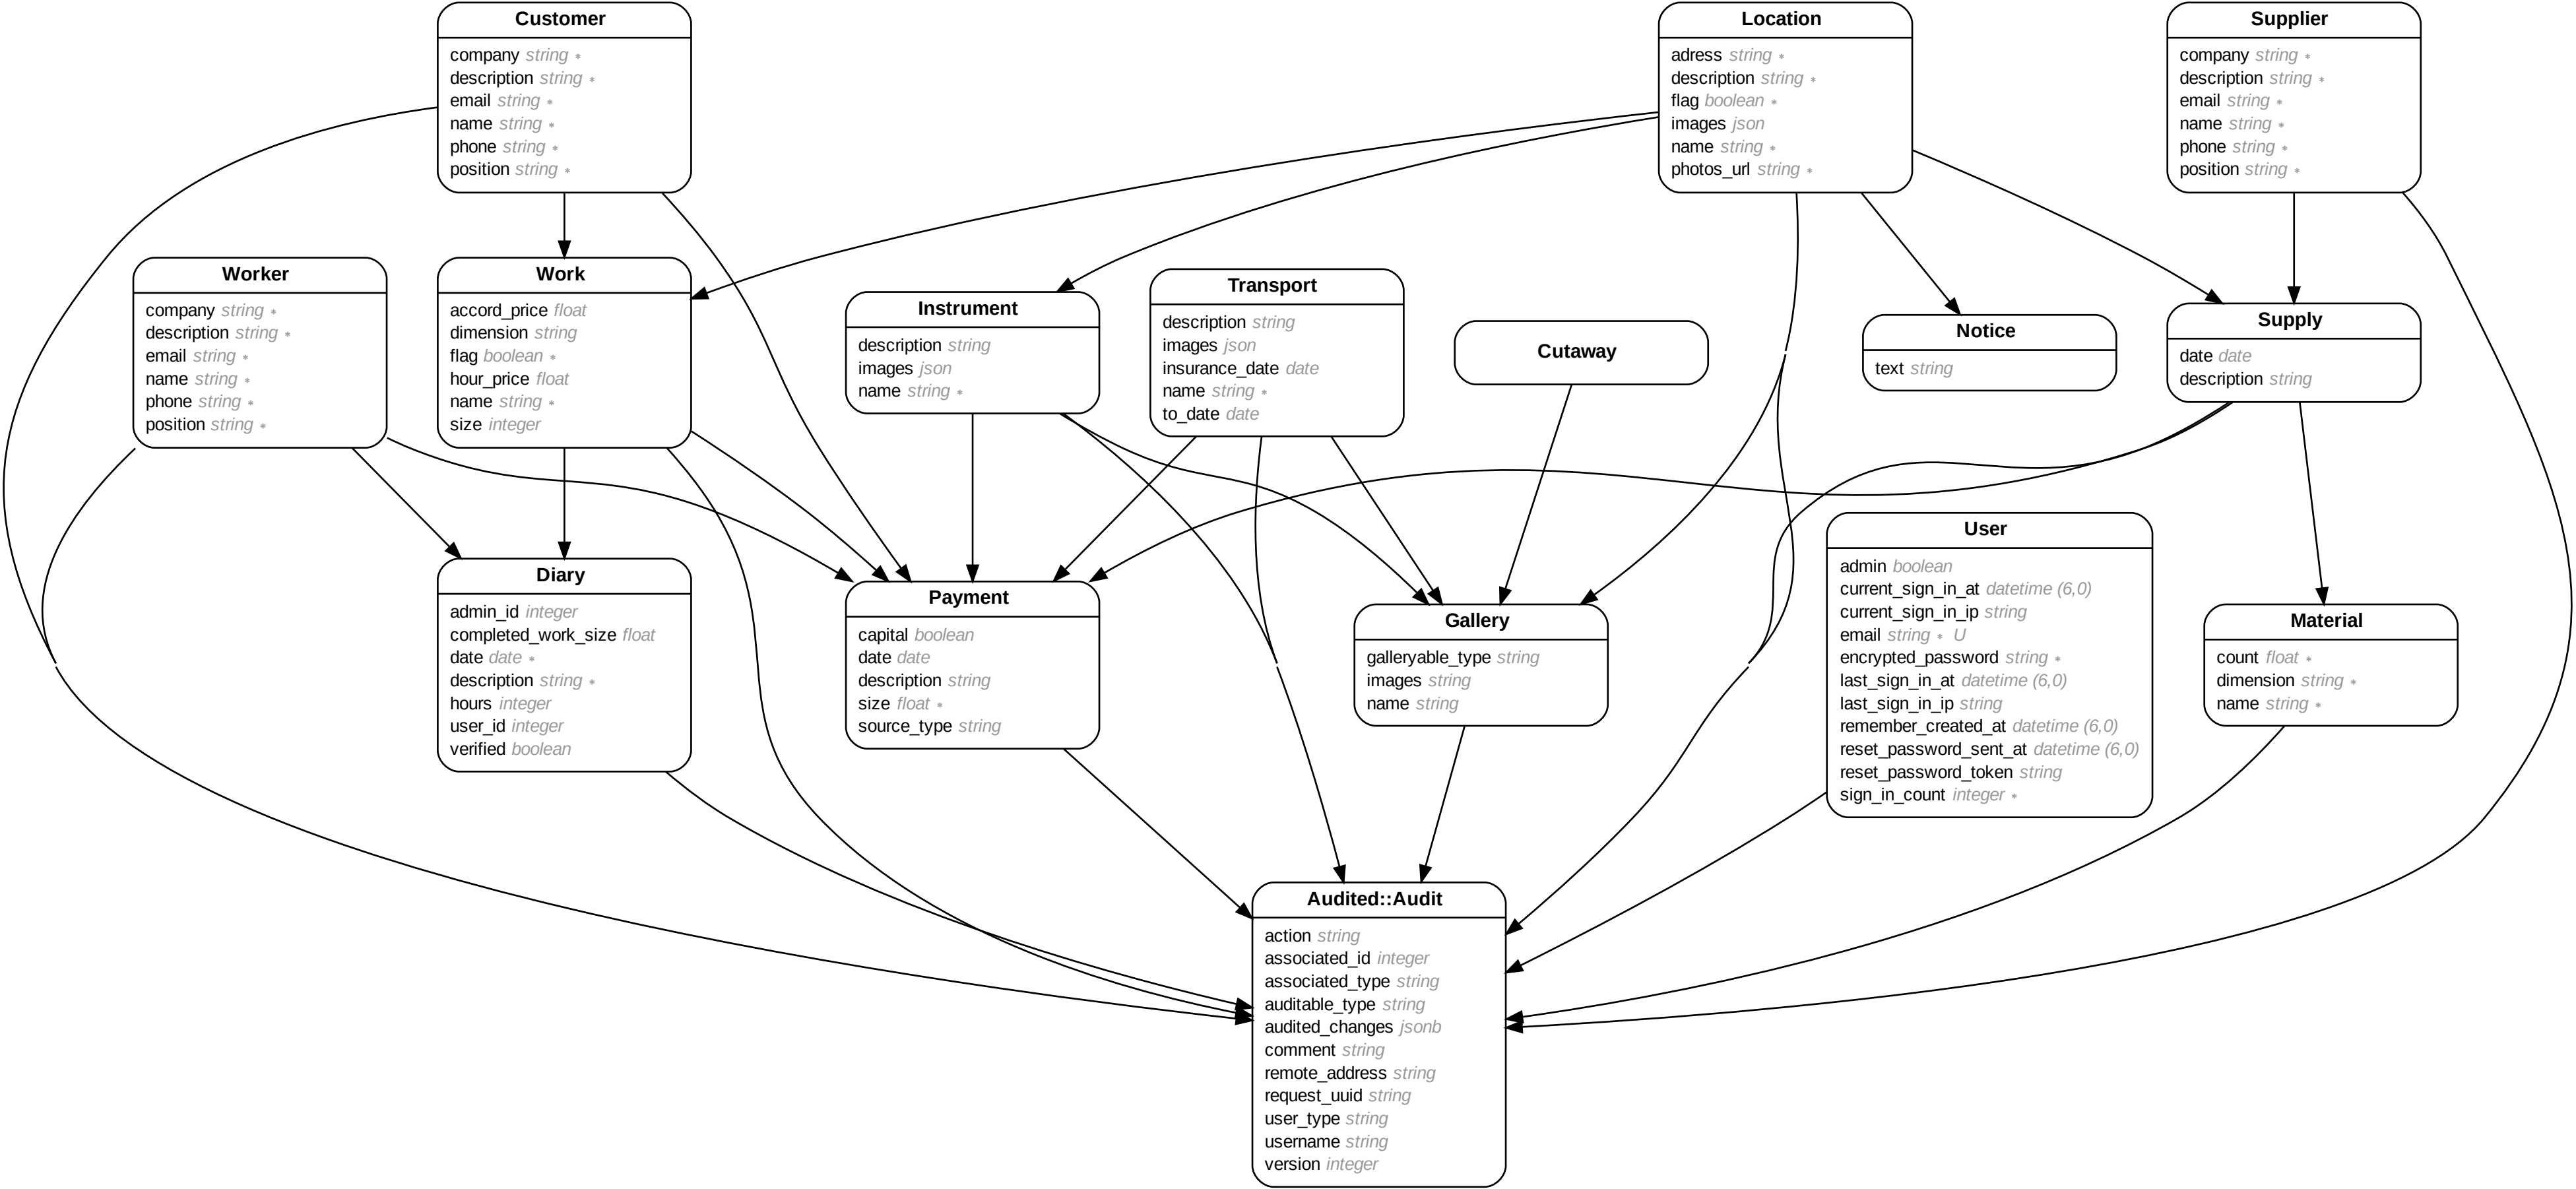 Customer
company string *
description string *
email string *
name string *
phone string *
position string *
Location
adress string *
description string *
flag boolean *
images json
name string *
photos_url string *
Supplier
company string *
description string *
email string *
name string *
phone string *
position string *
Worker
company string *
description string *
email string *
name string *
phone string *
position string *
Work
accord_price float
dimension string
flag boolean *
hour_price float
name string *
size integer
Instrument
description string
images json
name string *
Transport
description string
images json
insurance_date date
name string *
to_date date
Cutaway
Notice
text string
Supply
date date
description string
Diary
admin_id integer
completed_work_size float
date date *
description string *
hours integer
user_id integer
verified boolean
Payment
capital boolean
date date
description string
size float *
source_type string
Gallery
galleryable_type string
images string
name string
User
admin boolean
current_sign_in_at datetime (6,0)
current_sign_in_ip string
email string * U
encrypted_password string *
last_sign_in_at datetime (6,0)
last_sign_in_ip string
remember_created_at datetime (6,0)
reset_password_sent_at datetime (6,0)
reset_password_token string
sign_in_count integer *
Material
count float *
dimension string *
name string *
Audited::Audit
action string
associated_id integer
associated_type string
auditable_type string
audited_changes jsonb
comment string
remote_address string
request_uuid string
user_type string
username string
version integer